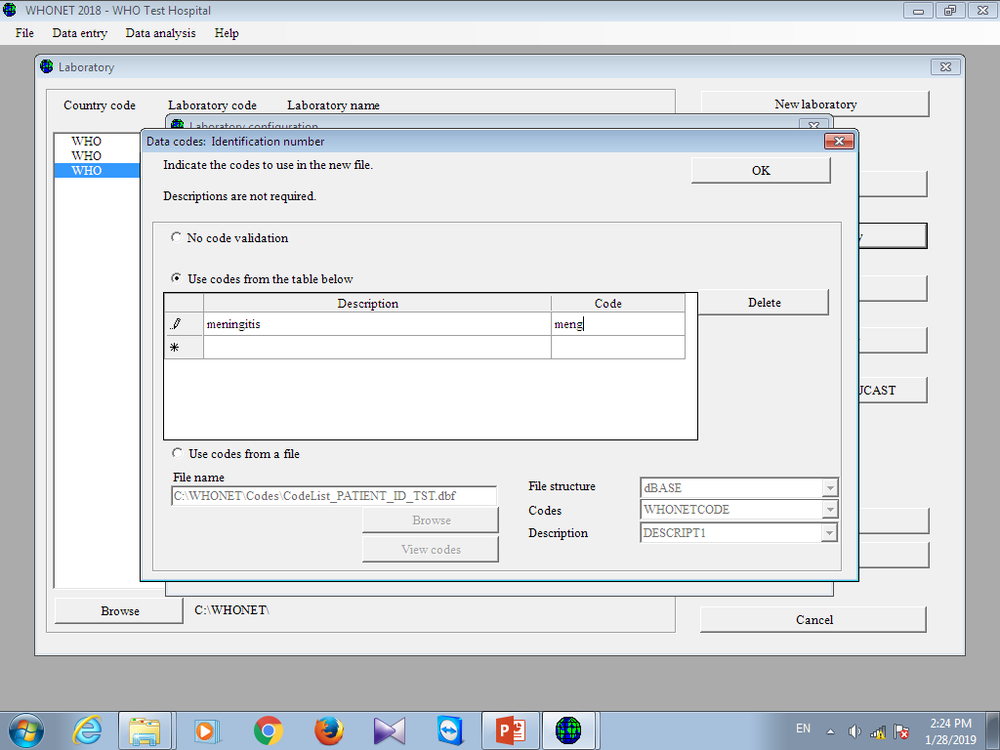 WHONET 2018 - WHO Test Hospital
File Data entry Data analysis Help
Laboratory
Country code Laboratory code Laboratory name
New laboratory
Laboratory configuration
WHO
WHO
WHO
Data codes: Identification number
Indicate the codes to use in the new file.
OK
Descriptions are not required.
No code validation
Use codes from the table below
Description Code
Delete
meningitis meng
Use codes from a file
File name
C:\WHONET\Codes\CodeList_PATIENT_ID_TST.dbf
Browse
View codes
File structure dBASE
Codes WHONETCODE
Description DESCRIPT1
UCAST
Browse C:\WHONET\
Cancel
EN
2:24 PM
1/28/2019